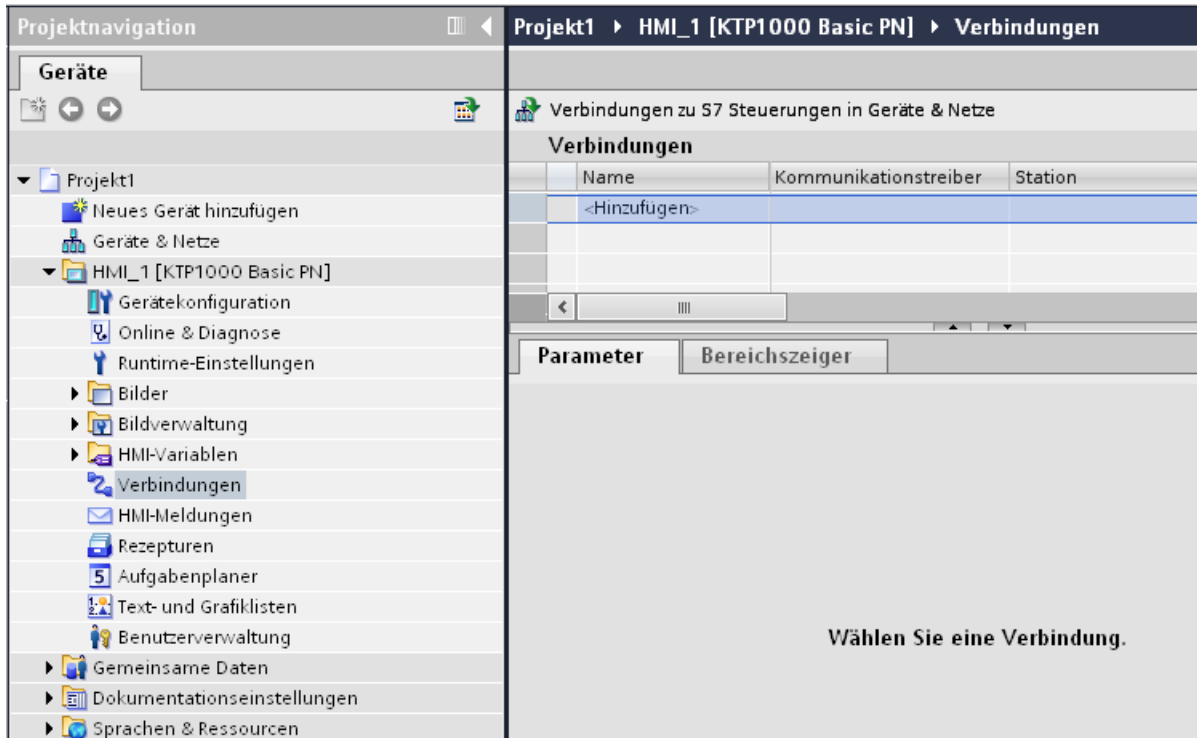 Projektnavigation
Geräte
Projekt1
Neues Gerät hinzufügen
Geräte & Netze
HMI_1 [KTP1000 Basic PN]
Gerätekonfiguration
Online & Diagnose
Runtime-Einstellungen
Bilder
Bildverwaltung
HMI-Variablen
Verbindungen
HMI-Meldungen
Rezepturen
Aufgabenplaner
Text- und Grafiklisten
Benutzerverwaltung
Gemeinsame Daten
Dokumentationseinstellungen
Sprachen & Ressourcen
Projekt1 HMI_1 [KTP1000 Basic PN] Verbindungen
Verbindungen zu S7 Steuerungen in Geräte & Netze
Verbindungen
Name Kommunikationstreiber Station
<Hinzufügen>
Parameter Bereichszeiger
Wählen Sie eine Verbindung.